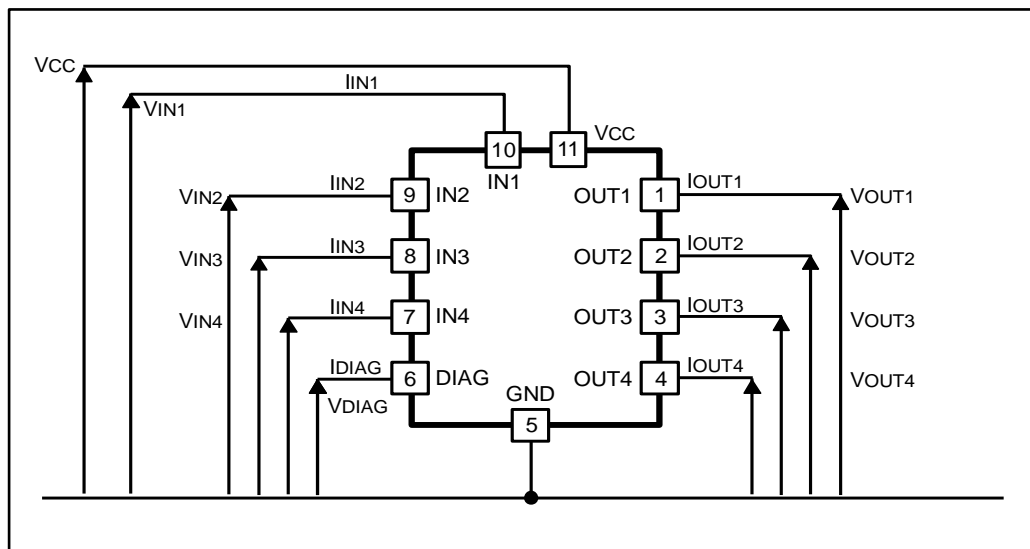 VCC
IIN1
VIN1
VCC
10
11
IN1
VIN2
IIN2
9
IN2
OUT1
1
IOUT1
VOUT1
VIN3
IIN3
8
IN3
OUT2
2
IOUT2
VOUT2
VIN4
IIN4
7
IN4
OUT3
3
IOUT3
VOUT3
IDIAG
6
DIAG
OUT4
4
IOUT4
VOUT4
VDIAG
GND
5